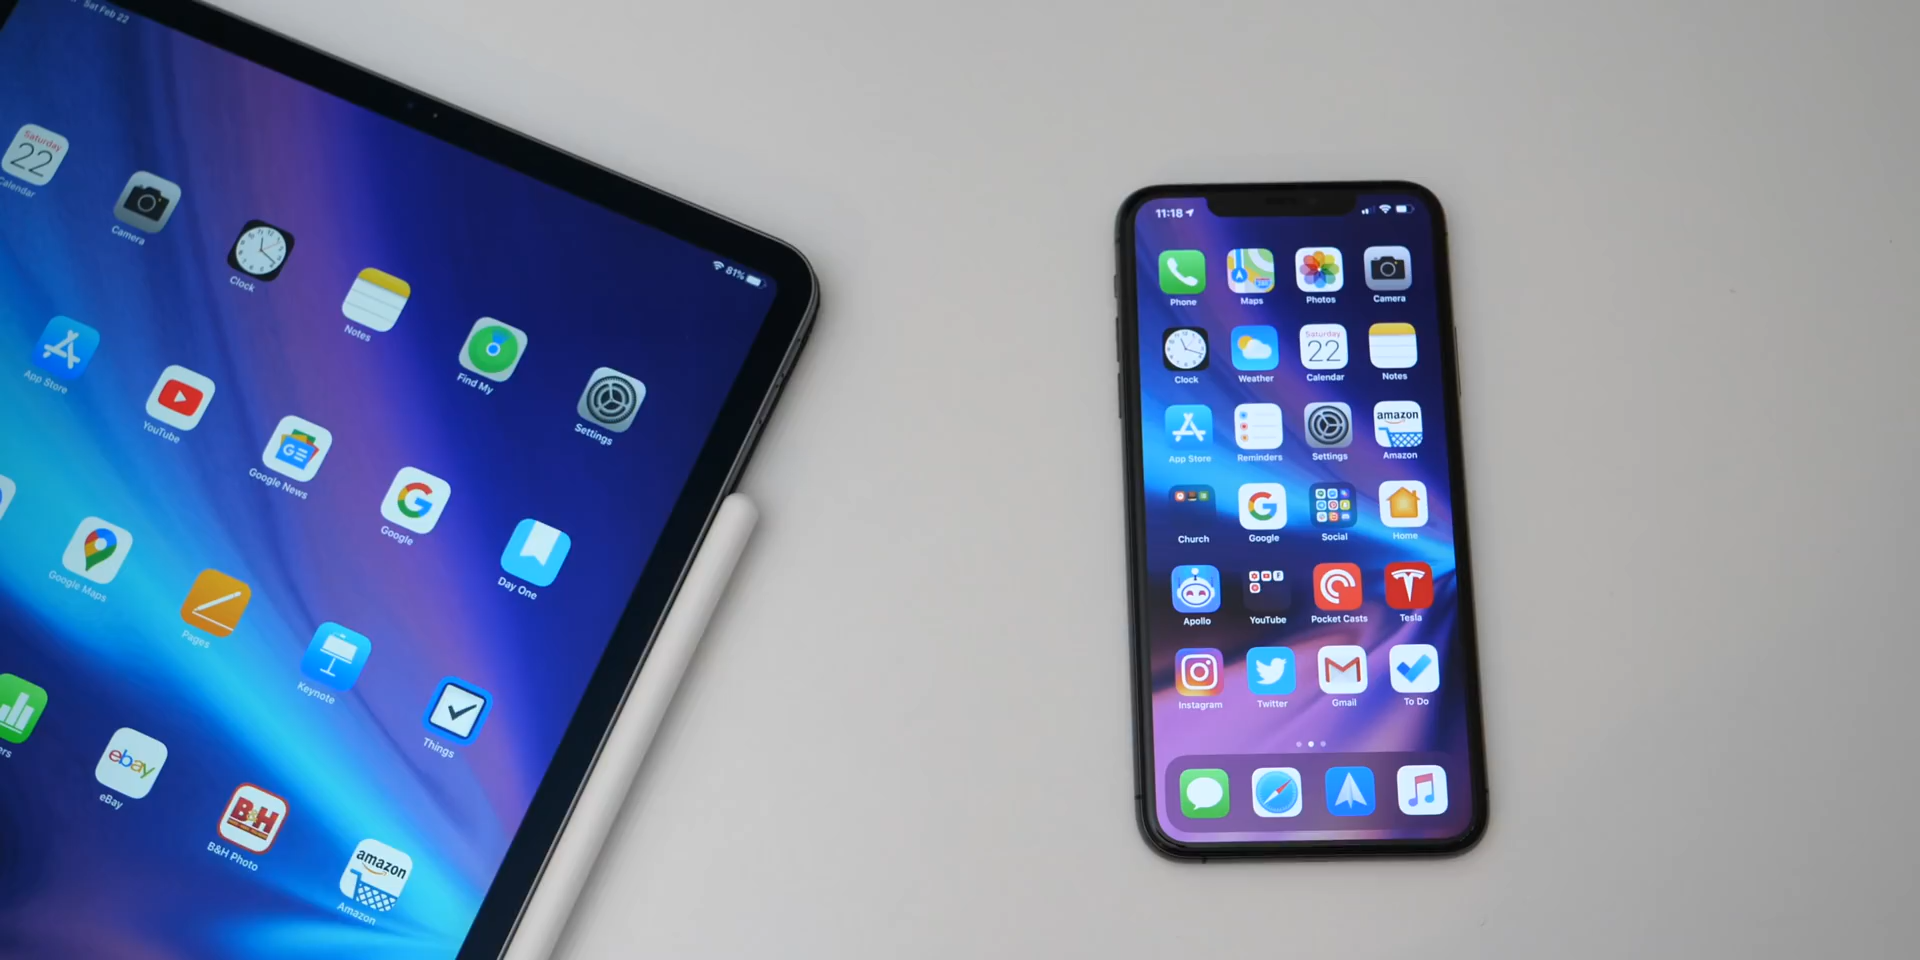 Sat Feb 22
81%
Saturday
22
Calendar
Camera
Clock
Notes
Find My
Settings
App Store
YouTube
GE
Google News
G
Google
Day One
Google Maps
Pages
Keynote
Things
ebay
eBay
B&H
B&H Photo
amazon
Amazon
11:18
Phone
Maps
Photos
Camera
Clock
Weather
Saturday
22
Calendar
Notes
App Store
Reminders
Settings
amazon
Amazon
Church
G
Google
Social
Home
Apollo
YouTube
Pocket Casts
Tesla
Instagram
Twitter
Gmail
To Do